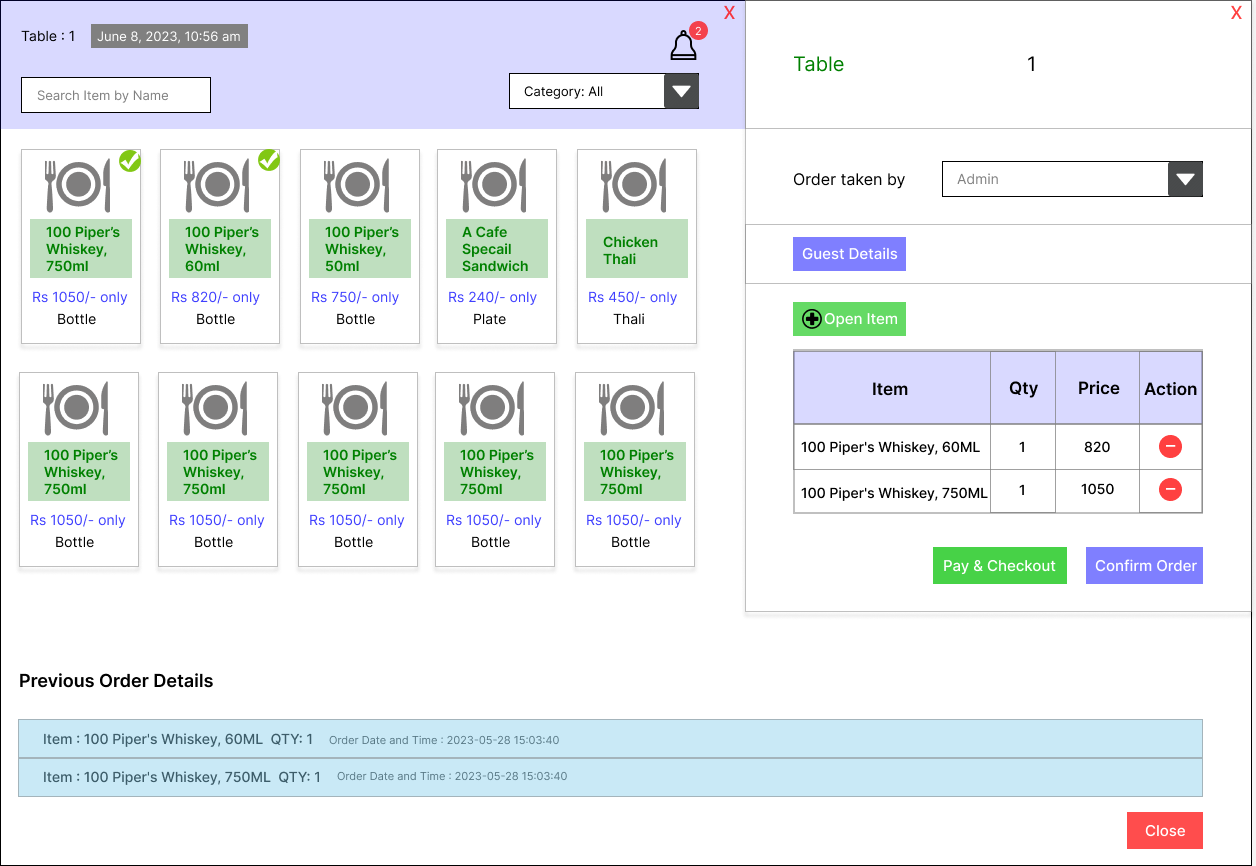 X
X
Table : 1
June 8, 2023, 10:56 am
2
Search Item by Name
Category: All
100 Piper’s
Whiskey,
750ml
Rs 1050/- only
Bottle
100 Piper’s
Whiskey,
60ml
Rs 820/- only
Bottle
100 Piper’s
Whiskey,
50ml
Rs 750/- only
Bottle
A Cafe
Specail
Sandwich
Rs 240/- only
Plate
Chicken
Thali
Rs 450/- only
Thali
100 Piper’s
Whiskey,
750ml
Rs 1050/- only
Bottle
100 Piper’s
Whiskey,
750ml
Rs 1050/- only
Bottle
100 Piper’s
Whiskey,
750ml
Rs 1050/- only
Bottle
100 Piper’s
Whiskey,
750ml
Rs 1050/- only
Bottle
100 Piper’s
Whiskey,
750ml
Rs 1050/- only
Bottle
Table 1
Order taken by
Admin
Guest Details
Open Item
Item Qty Price Action
100 Piper's Whiskey, 60ML 1 820
100 Piper's Whiskey, 750ML 1 1050
Pay & Checkout
Confirm Order
Previous Order Details
Item : 100 Piper's Whiskey, 60ML QTY: 1 Order Date and Time : 2023-05-28 15:03:40
Item : 100 Piper's Whiskey, 750ML QTY: 1 Order Date and Time : 2023-05-28 15:03:40
Close